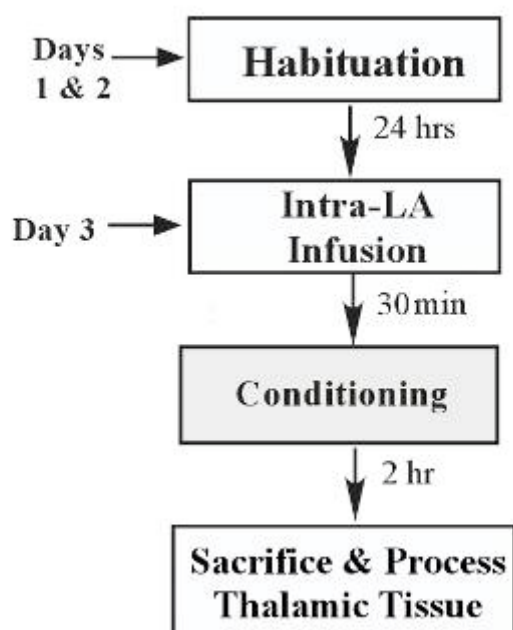 Days
1 & 2
Habituation
24 hrs
Day 3
Intra-LA
Infusion
30 min
Conditioning
2 hr
Sacrifice & Process
Thalamic Tissue